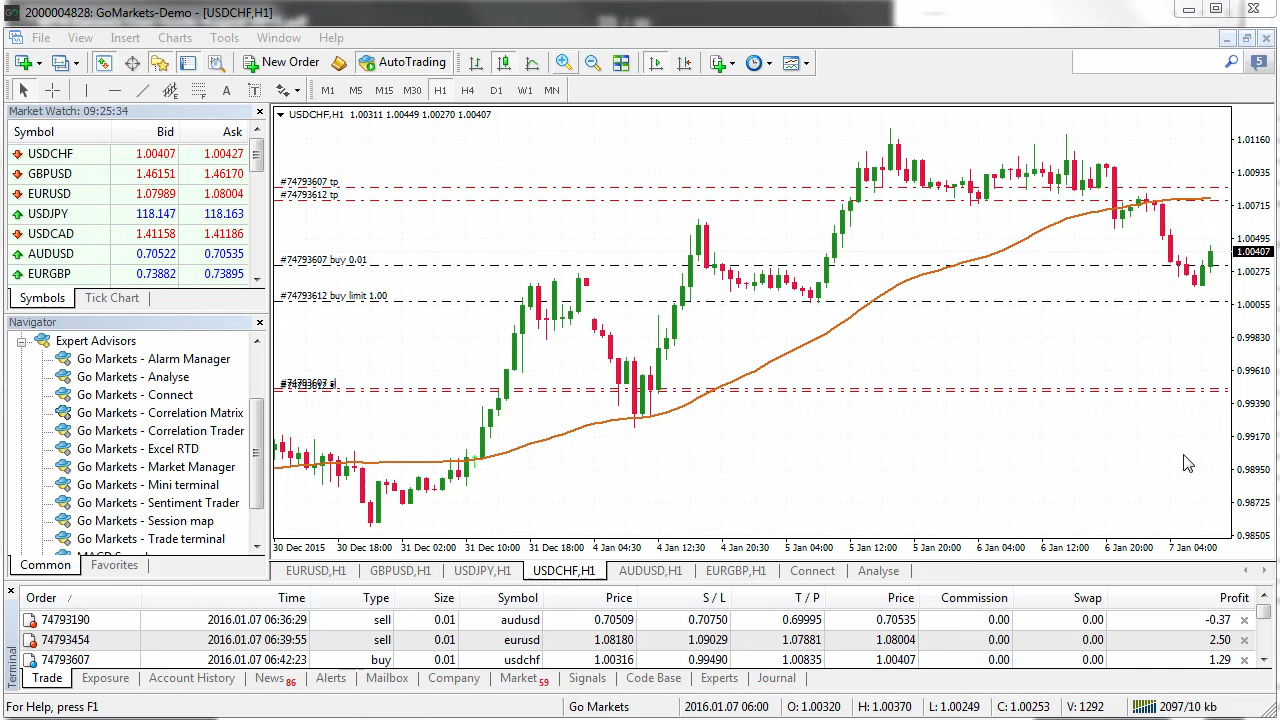 2000004828: GoMarkets-Demo - [USDCHF,H1]
File View Insert Charts Tools Window Help
New Order AutoTrading 5
A T M1 M5 M15 M30 H1 H4 D1 W1 MN
Market Watch: 09:25:34
Symbol Bid Ask
USDCHF 1.00407 1.00427
GBPUSD 1.46151 1.46170
EURUSD 1.07989 1.08004
USDJPY 118.147 118.163
USDCAD 1.41158 1.41186
AUDUSD 0.70522 0.70535
EURGBP 0.73882 0.73895
Symbols Tick Chart
Navigator
Expert Advisors
Go Markets - Alarm Manager
Go Markets - Analyse
Go Markets - Connect
Go Markets - Correlation Matrix
Go Markets - Correlation Trader
Go Markets - Excel RTD
Go Markets - Market Manager
Go Markets - Mini terminal
Go Markets - Sentiment Trader
Go Markets - Session map
Go Markets - Trade terminal
Common Favorites
USDCHF,H1 1.00311 1.00449 1.00270 1.00407
#74793607 tp
#74793612 tp
#74793607 buy 0.01
#74793612 buy limit 1.00
1.01160
1.00935
1.00715
1.00495
1.00407
1.00275
1.00055
0.99830
0.99610
0.99390
0.99170
0.98950
0.98725
0.98505
30 Dec 2015 30 Dec 18:00 31 Dec 02:00 31 Dec 10:00 31 Dec 18:00 4 Jan 04:30 4 Jan 12:30 4 Jan 20:30 5 Jan 04:00 5 Jan 12:00 5 Jan 20:00 6 Jan 04:00 6 Jan 12:00 6 Jan 20:00 7 Jan 04:00
EURUSD,H1 GBPUSD,H1 USDJPY,H1 USDCHF,H1 AUDUSD,H1 EURGBP,H1 Connect Analyse
Terminal
Order / Time Type Size Symbol Price S / L T / P Price Commission Swap Profit
74793190 2016.01.07 06:36:29 sell 0.01 audusd 0.70509 0.70750 0.69995 0.70535 0.00 0.00 -0.37
74793454 2016.01.07 06:39:55 sell 0.01 eurusd 1.08180 1.09029 1.07881 1.08004 0.00 0.00 2.50
74793607 2016.01.07 06:42:23 buy 0.01 usdchf 1.00316 0.99490 1.00835 1.00407 0.00 0.00 1.29
Trade Exposure Account History News 86 Alerts Mailbox Company Market 59 Signals Code Base Experts Journal
For Help, press F1 Go Markets 2016.01.07 06:00 O: 1.00320 H: 1.00370 L: 1.00249 C: 1.00253 V: 1292 2097/10 kb